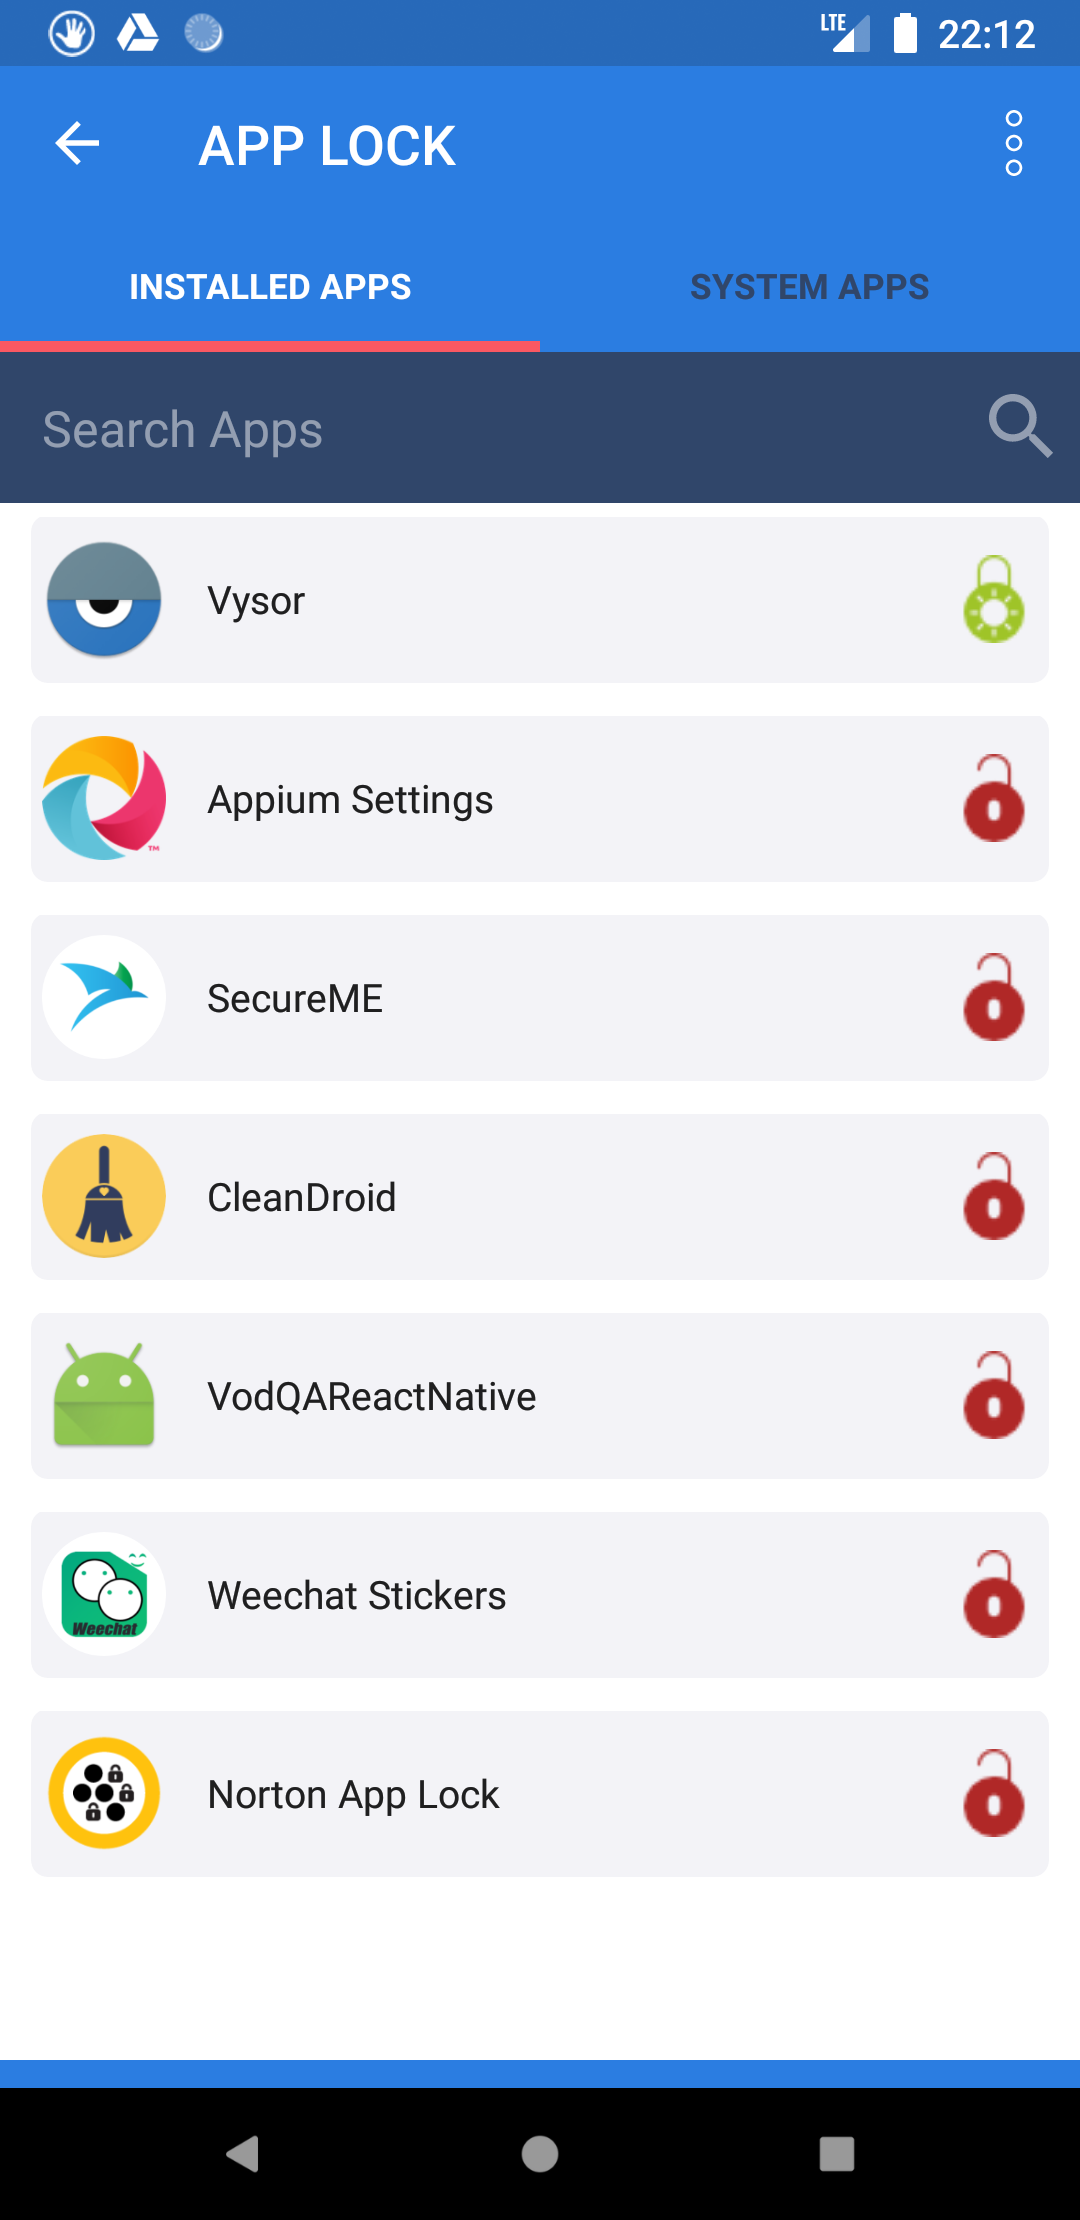 LTE 22:12
APP LOCK
INSTALLED APPS SYSTEM APPS
Search Apps
Vysor
Appium Settings
TM
SecureME
CleanDroid
VodQAReactNative
Weechat Stickers
Weechat
Norton App Lock